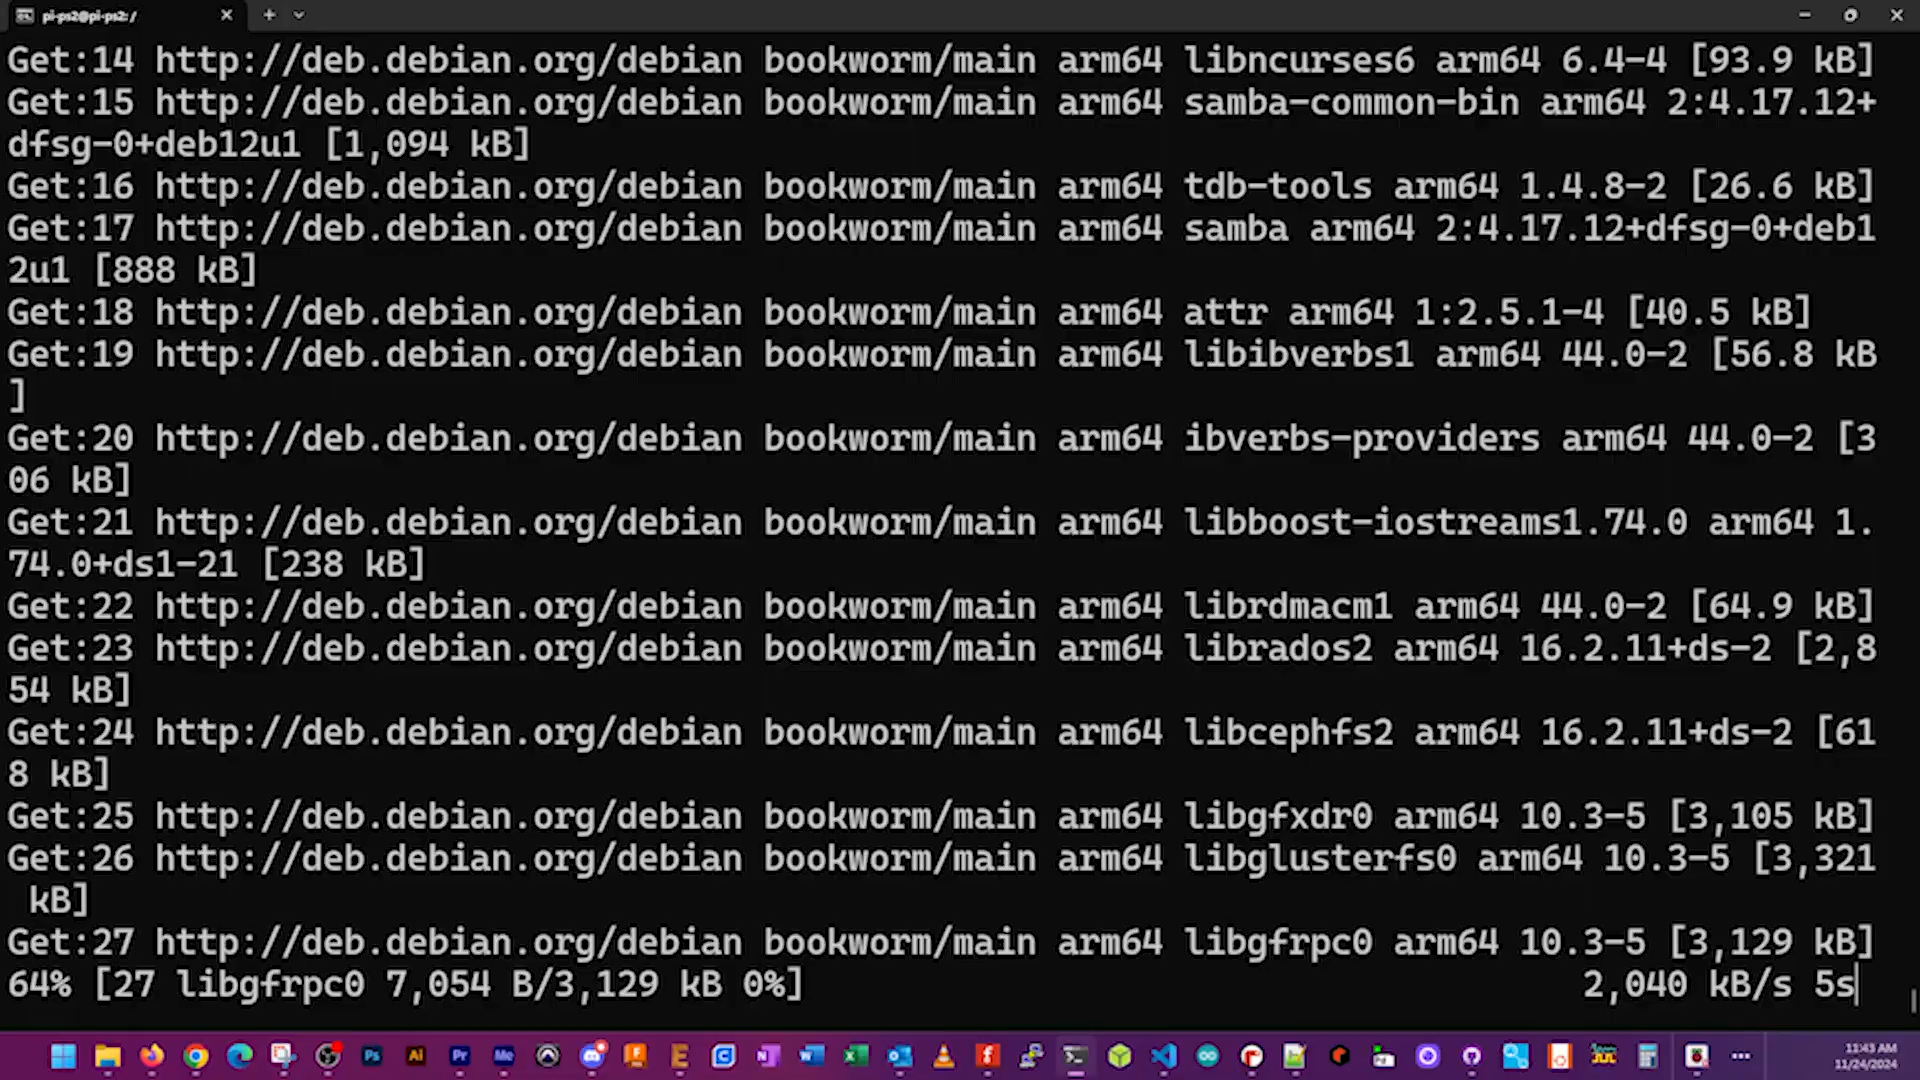 pi-ps2@pi-ps2: /
Get:14 http://deb.debian.org/debian bookworm/main arm64 libncurses6 arm64 6.4-4 [93.9 kB]
Get:15 http://deb.debian.org/debian bookworm/main arm64 samba-common-bin arm64 2:4.17.12+
dfsg-0+deb12u1 [1,094 kB]
Get:16 http://deb.debian.org/debian bookworm/main arm64 tdb-tools arm64 1.4.8-2 [26.6 kB]
Get:17 http://deb.debian.org/debian bookworm/main arm64 samba arm64 2:4.17.12+dfsg-0+deb1
2u1 [888 kB]
Get:18 http://deb.debian.org/debian bookworm/main arm64 attr arm64 1:2.5.1-4 [40.5 kB]
Get:19 http://deb.debian.org/debian bookworm/main arm64 libibverbs1 arm64 44.0-2 [56.8 kB
]
Get:20 http://deb.debian.org/debian bookworm/main arm64 ibverbs-providers arm64 44.0-2 [3
06 kB]
Get:21 http://deb.debian.org/debian bookworm/main arm64 libboost-iostreams1.74.0 arm64 1.
74.0+ds1-21 [238 kB]
Get:22 http://deb.debian.org/debian bookworm/main arm64 librdmacm1 arm64 44.0-2 [64.9 kB]
Get:23 http://deb.debian.org/debian bookworm/main arm64 librados2 arm64 16.2.11+ds-2 [2,8
54 kB]
Get:24 http://deb.debian.org/debian bookworm/main arm64 libcephfs2 arm64 16.2.11+ds-2 [61
8 kB]
Get:25 http://deb.debian.org/debian bookworm/main arm64 libgfxdr0 arm64 10.3-5 [3,105 kB]
Get:26 http://deb.debian.org/debian bookworm/main arm64 libglusterfs0 arm64 10.3-5 [3,321
 kB]
Get:27 http://deb.debian.org/debian bookworm/main arm64 libgfrpc0 arm64 10.3-5 [3,129 kB]
64% [27 libgfrpc0 7,054 B/3,129 kB 0%] 2,040 kB/s 5s
Ps Ai Pr Me
11:43 AM
11/24/2024